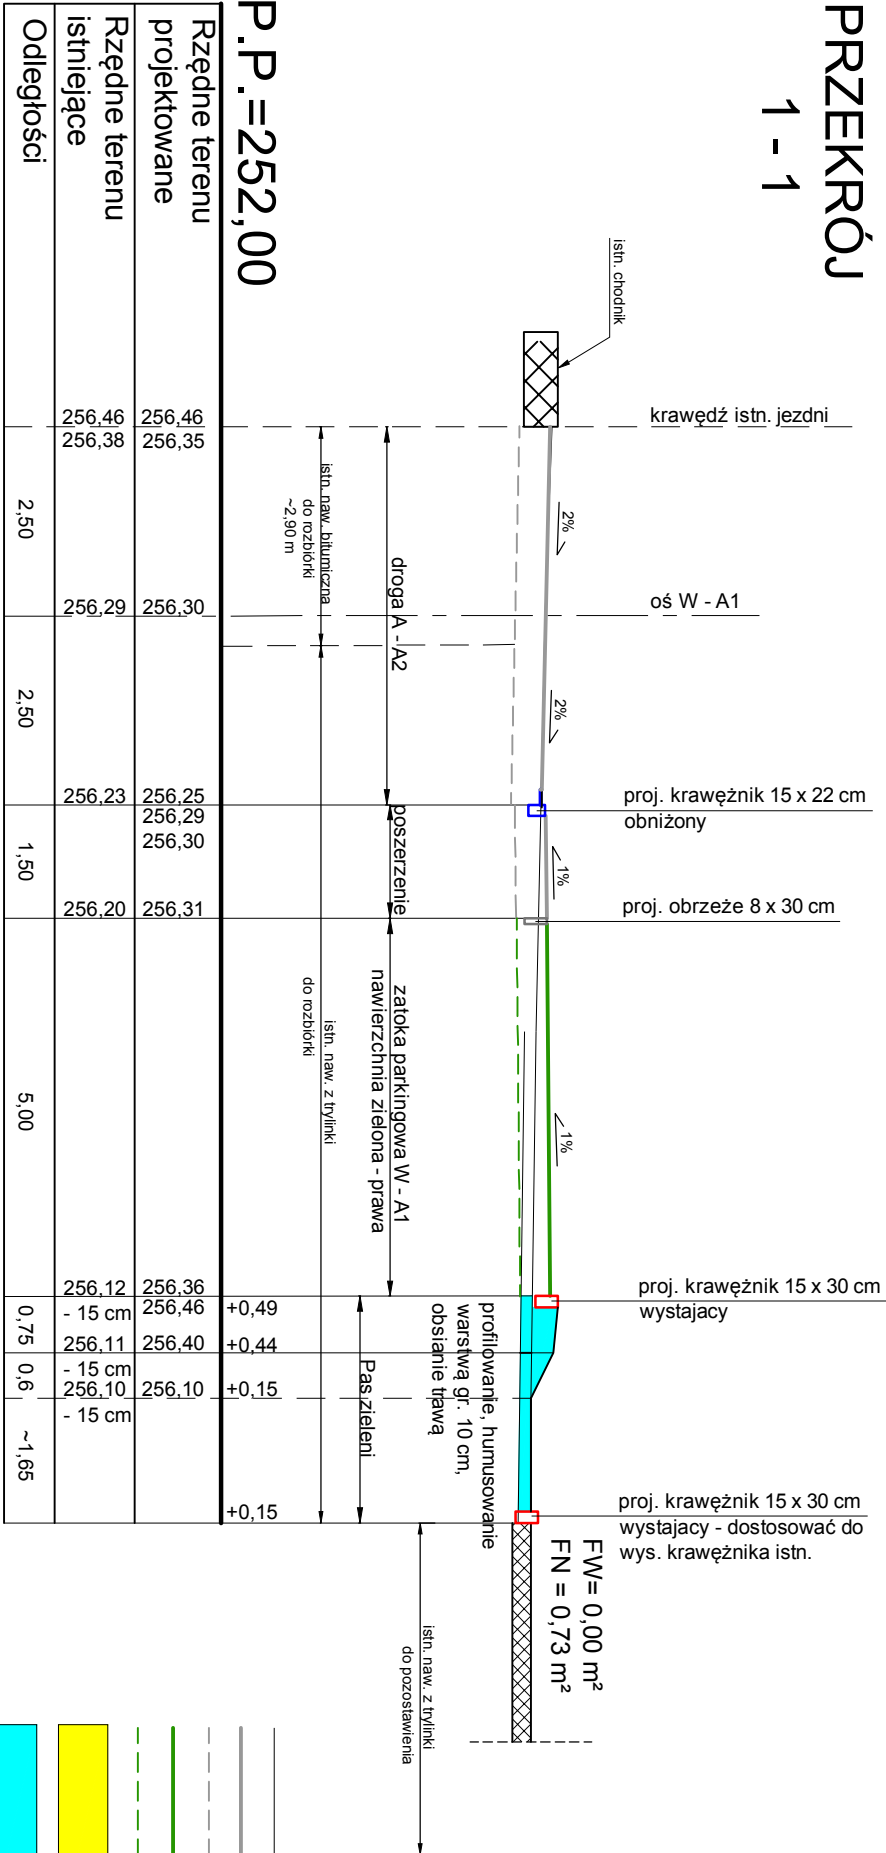 PRZEKRÓJ
1 - 1
istn. chodnik
krawędź istn. jezdni
oś W - A1
proj. krawężnik 15 x 22 cm
obniżony
proj. obrzeże 8 x 30 cm
proj. krawężnik 15 x 30 cm
wystajacy
proj. krawężnik 15 x 30 cm
wystajacy - dostosować do
wys. krawężnika istn.
2%
2%
1%
1%
FW= 0,00 m²
FN = 0,73 m²
profilowanie, humusowanie
warstwą gr. 10 cm,
obsianie trawą
droga A - A2
poszerzenie
zatoka parkingowa W - A1
nawierzchnia zielona - prawa
Pas zieleni
istn. naw. bitumiczna
do rozbiórki
~2,90 m
istn. naw. z trylinki
do rozbiórki
istn. naw. z trylinki
do pozostawienia
P.P.=252,00
+0,49
+0,44
+0,15
+0,15
Rzędne terenu
projektowane
256,46
256,35
256,30
256,25
256,29
256,30
256,31
256,36
256,46
256,40
256,10
Rzędne terenu
istniejące
256,46
256,38
256,29
256,23
256,20
256,12
- 15 cm
256,11
- 15 cm
256,10
- 15 cm
Odległości
2,50
2,50
1,50
5,00
0,75
0,6
~1,65